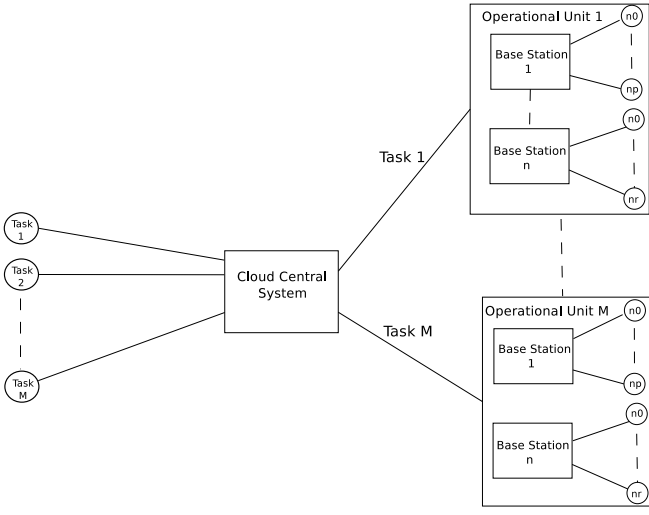 Operational Unit 1
n0
Base Station
1
np
n0
Base Station
n
nr
Task 1
Task
1
Task
2
Task
M
Cloud Central
System
Task M
Operational Unit M
n0
Base Station
1
np
n0
Base Station
n
nr